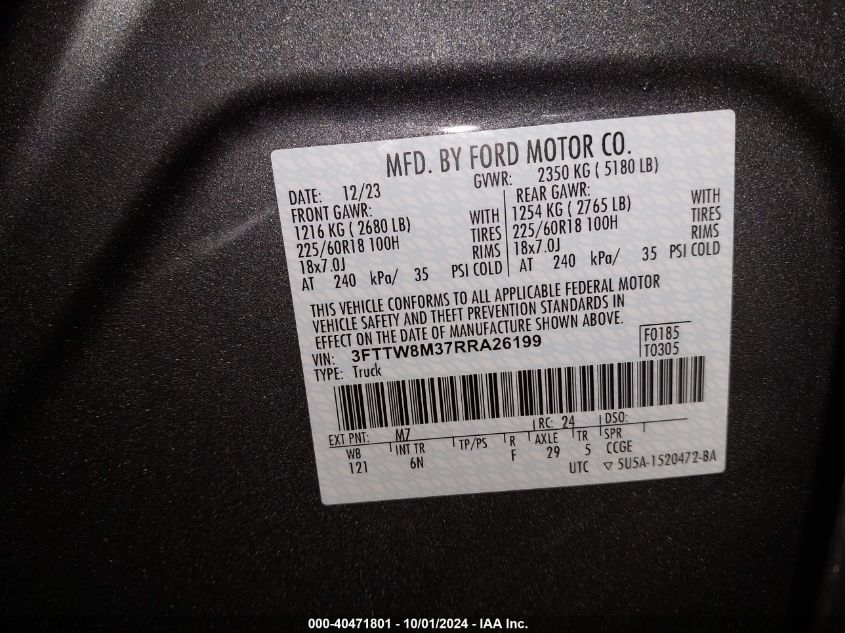 MFD. BY FORD MOTOR CO.
DATE: 12/23 GVWR: 2350 KG ( 5180 LB)
FRONT GAWR: REAR GAWR:
1216 KG ( 2680 LB) WITH 1254 KG ( 2765 LB) WITH
225/60R18 100H TIRES 225/60R18 100H TIRES
18x7.0J RIMS 18x7.0J RIMS
AT 240 kPa/ 35 PSI COLD AT 240 kPa/ 35 PSI COLD
THIS VEHICLE CONFORMS TO ALL APPLICABLE FEDERAL MOTOR
VEHICLE SAFETY AND THEFT PREVENTION STANDARDS IN
EFFECT ON THE DATE OF MANUFACTURE SHOWN ABOVE.
VIN: 3FTTW8M37RRA26199 F0185
TYPE: Truck T0305
EXT PNT: M7 RC: 24 DSO:
WB INT TR TP/PS R AXLE TR SPR
121 6N F 29 5 CCGE
UTC ▽ 5U5A-1520472-BA
000-40471801 - 10/01/2024 - IAA Inc.